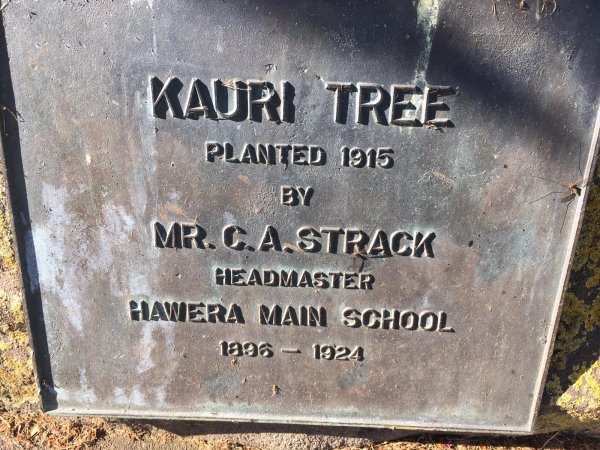 KAURI TREE
PLANTED 1915
BY
MR. C. A. STRACK
HEADMASTER
HAWERA MAIN SCHOOL
1896 — 1924